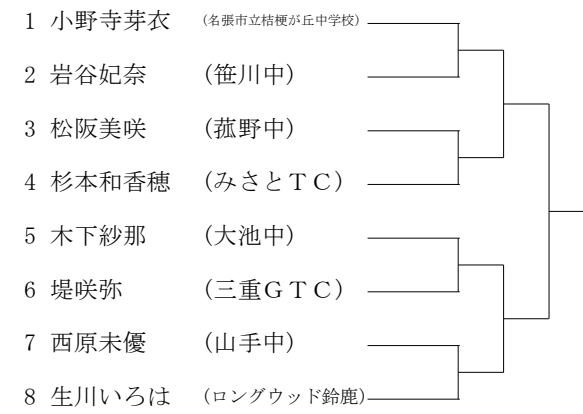 1 小野寺芽衣 (名張市立桔梗が丘中学校)
2 岩谷妃奈 (笹川中)
3 松阪美咲 (菰野中)
4 杉本和香穂 (みさとTC)
5 木下紗那 (大池中)
6 堤咲弥 (三重GTC)
7 西原未優 (山手中)
8 生川いろは (ロングウッド鈴鹿)